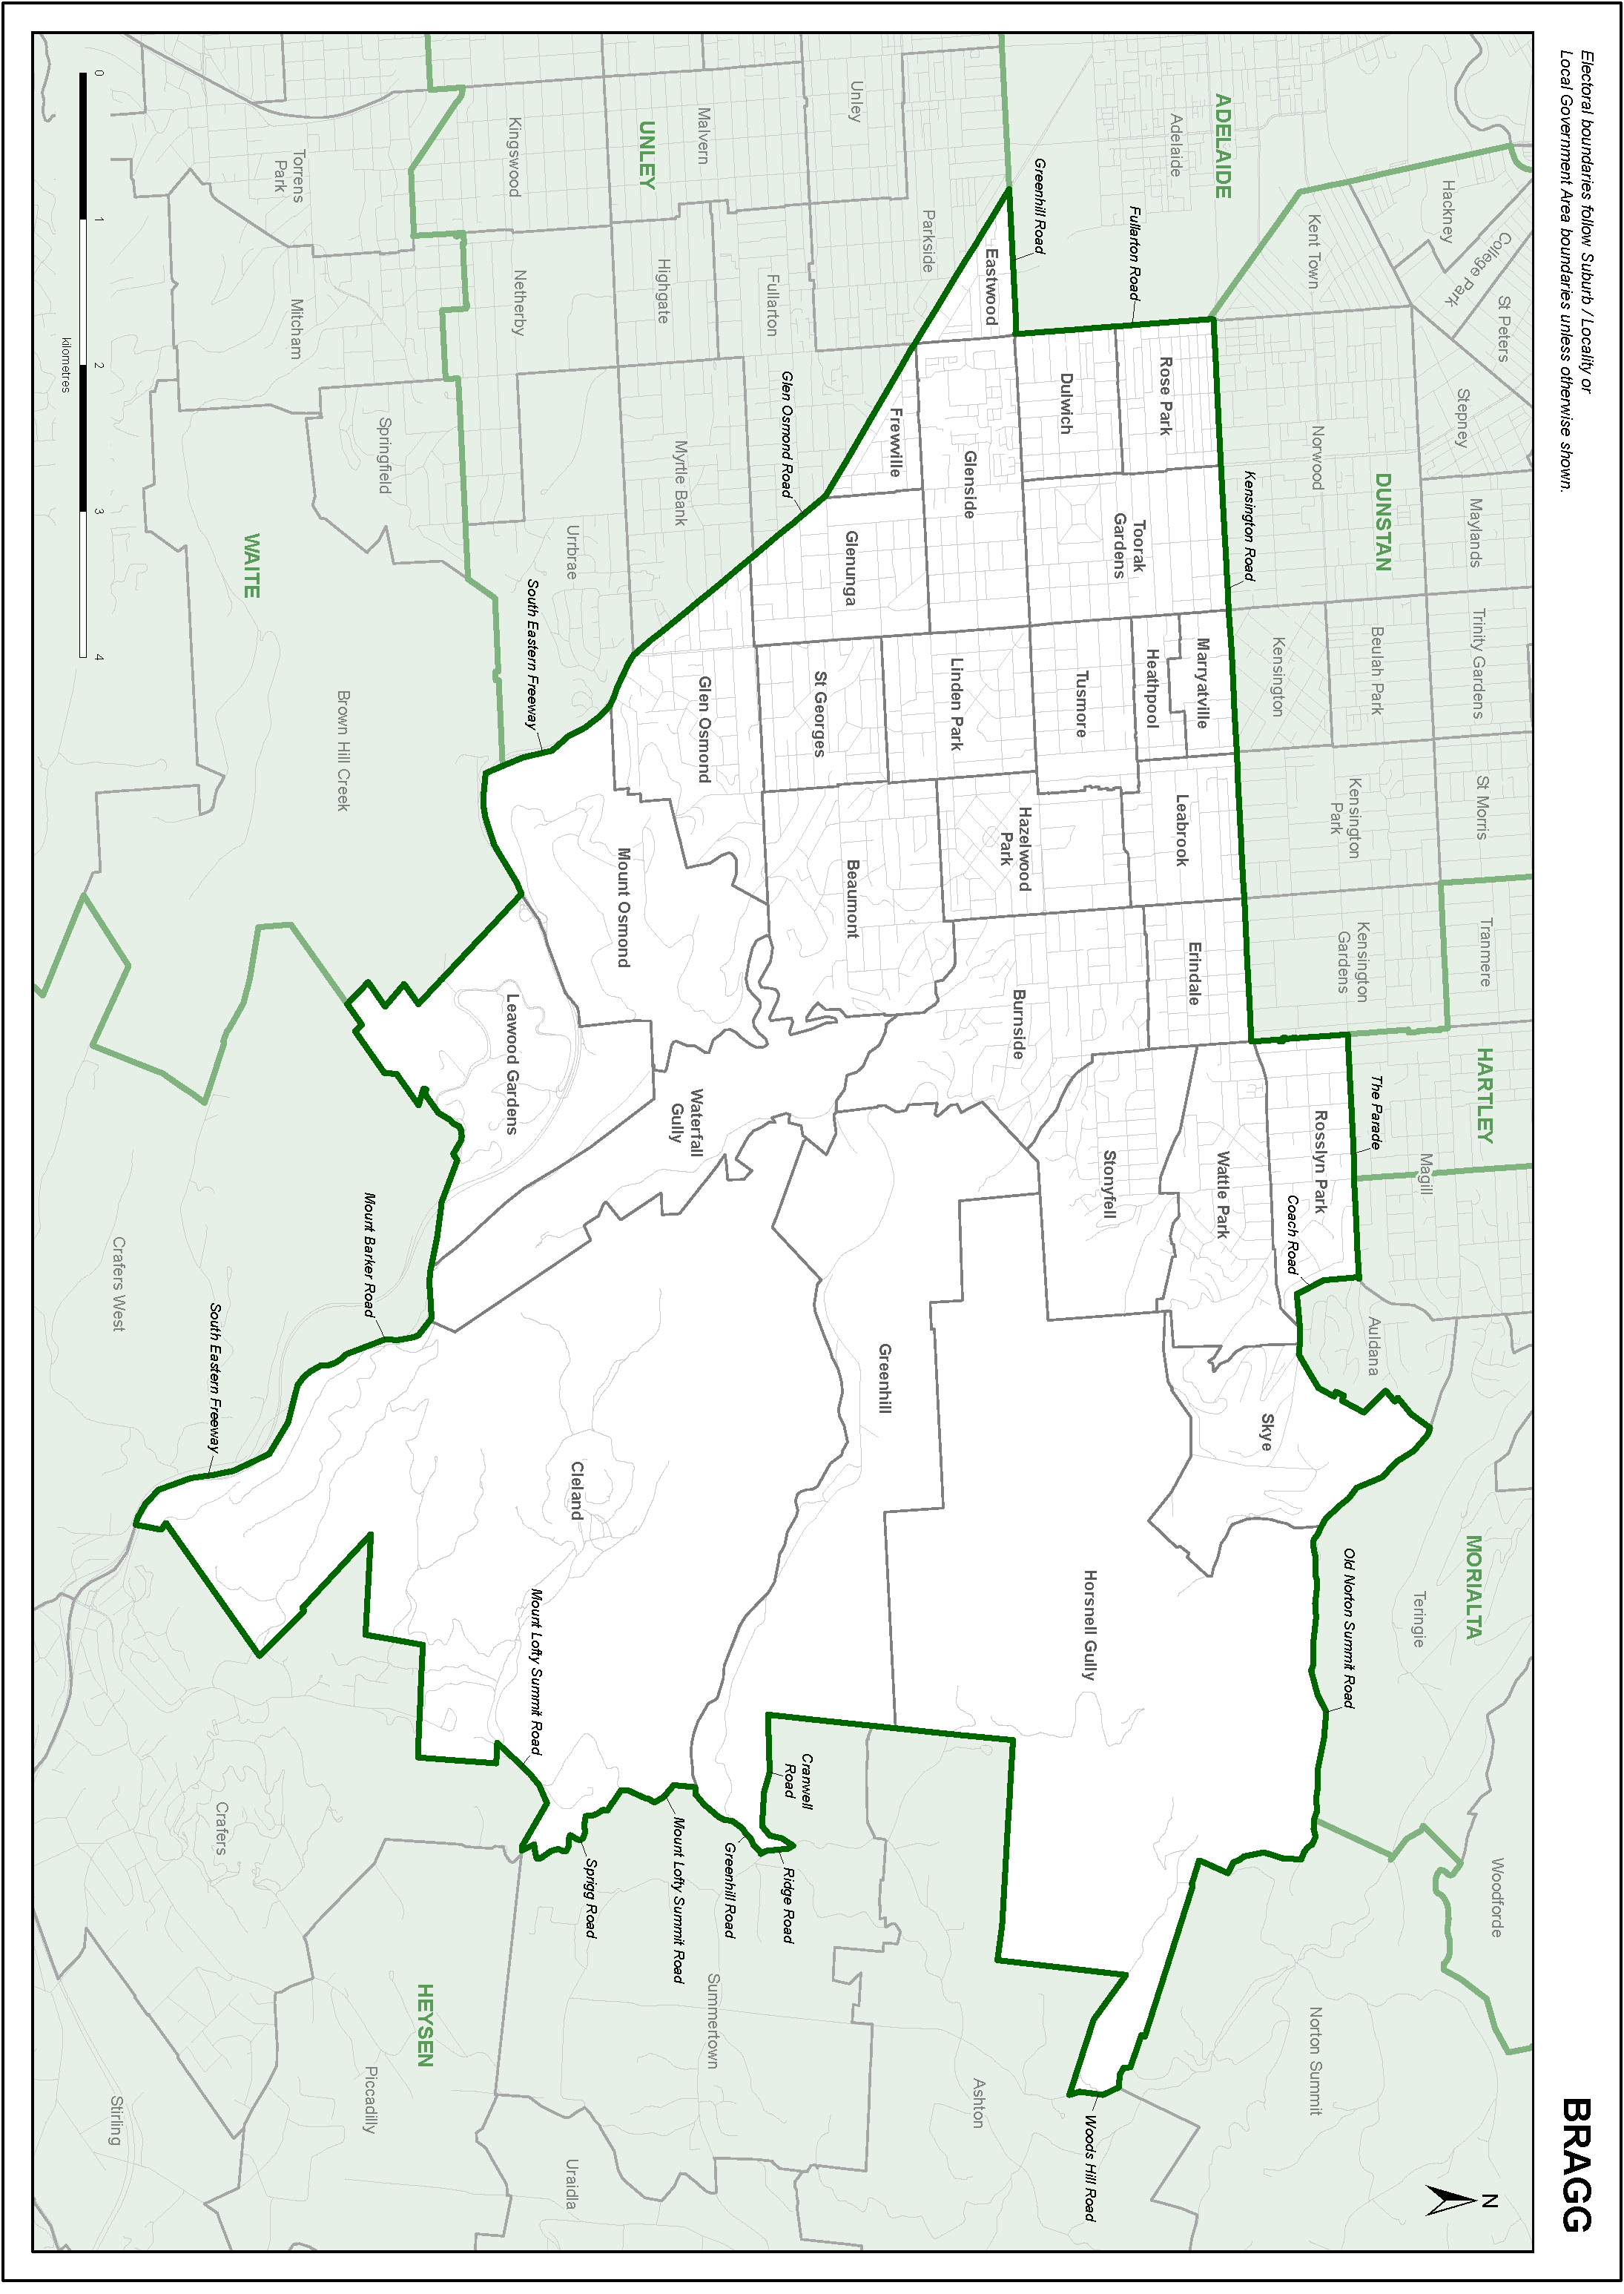 BRAGG
Electoral boundaries follow Suburb / Locality or
Local Government Area boundaries unless otherwise shown.
N
ADELAIDE
Adelaide
Hackney
College Park
St Peters
Kent Town
Stepney
Norwood
DUNSTAN
Maylands
Trinity Gardens
Beulah Park
Kensington
St Morris
Kensington
Park
Tranmere
Kensington
Gardens
HARTLEY
Magill
The Parade
Auldana
MORIALTA
Teringie
Woodforde
Norton Summit
Old Norton Summit Road
Fullarton Road
Greenhill Road
Kensington Road
Rose Park
Dulwich
Eastwood
Toorak
Gardens
Glenside
Frewville
Glenunga
Marryatville
Heathpool
Tusmore
Linden Park
St Georges
Glen Osmond
Leabrook
Hazelwood
Park
Beaumont
Mount Osmond
Erindale
Burnside
Rosslyn Park
Coach Road
Wattle Park
Stonyfell
Skye
Waterfall
Gully
Leawood Gardens
Greenhill
Horsnell Gully
Cleland
Cranwell
Road
Ridge Road
Greenhill Road
Mount Lofty Summit Road
Sprigg Road
Mount Lofty Summit Road
Woods Hill Road
Ashton
Summertown
Uraidla
HEYSEN
Piccadilly
Stirling
Crafers
Crafers West
South Eastern Freeway
Mount Barker Road
Unley
Parkside
Malvern
UNLEY
Kingswood
Fullarton
Highgate
Netherby
Glen Osmond Road
Myrtle Bank
Urrbrae
South Eastern Freeway
Torrens
Park
Mitcham
Springfield
WAITE
Brown Hill Creek
0
1
2
3
4
kilometres